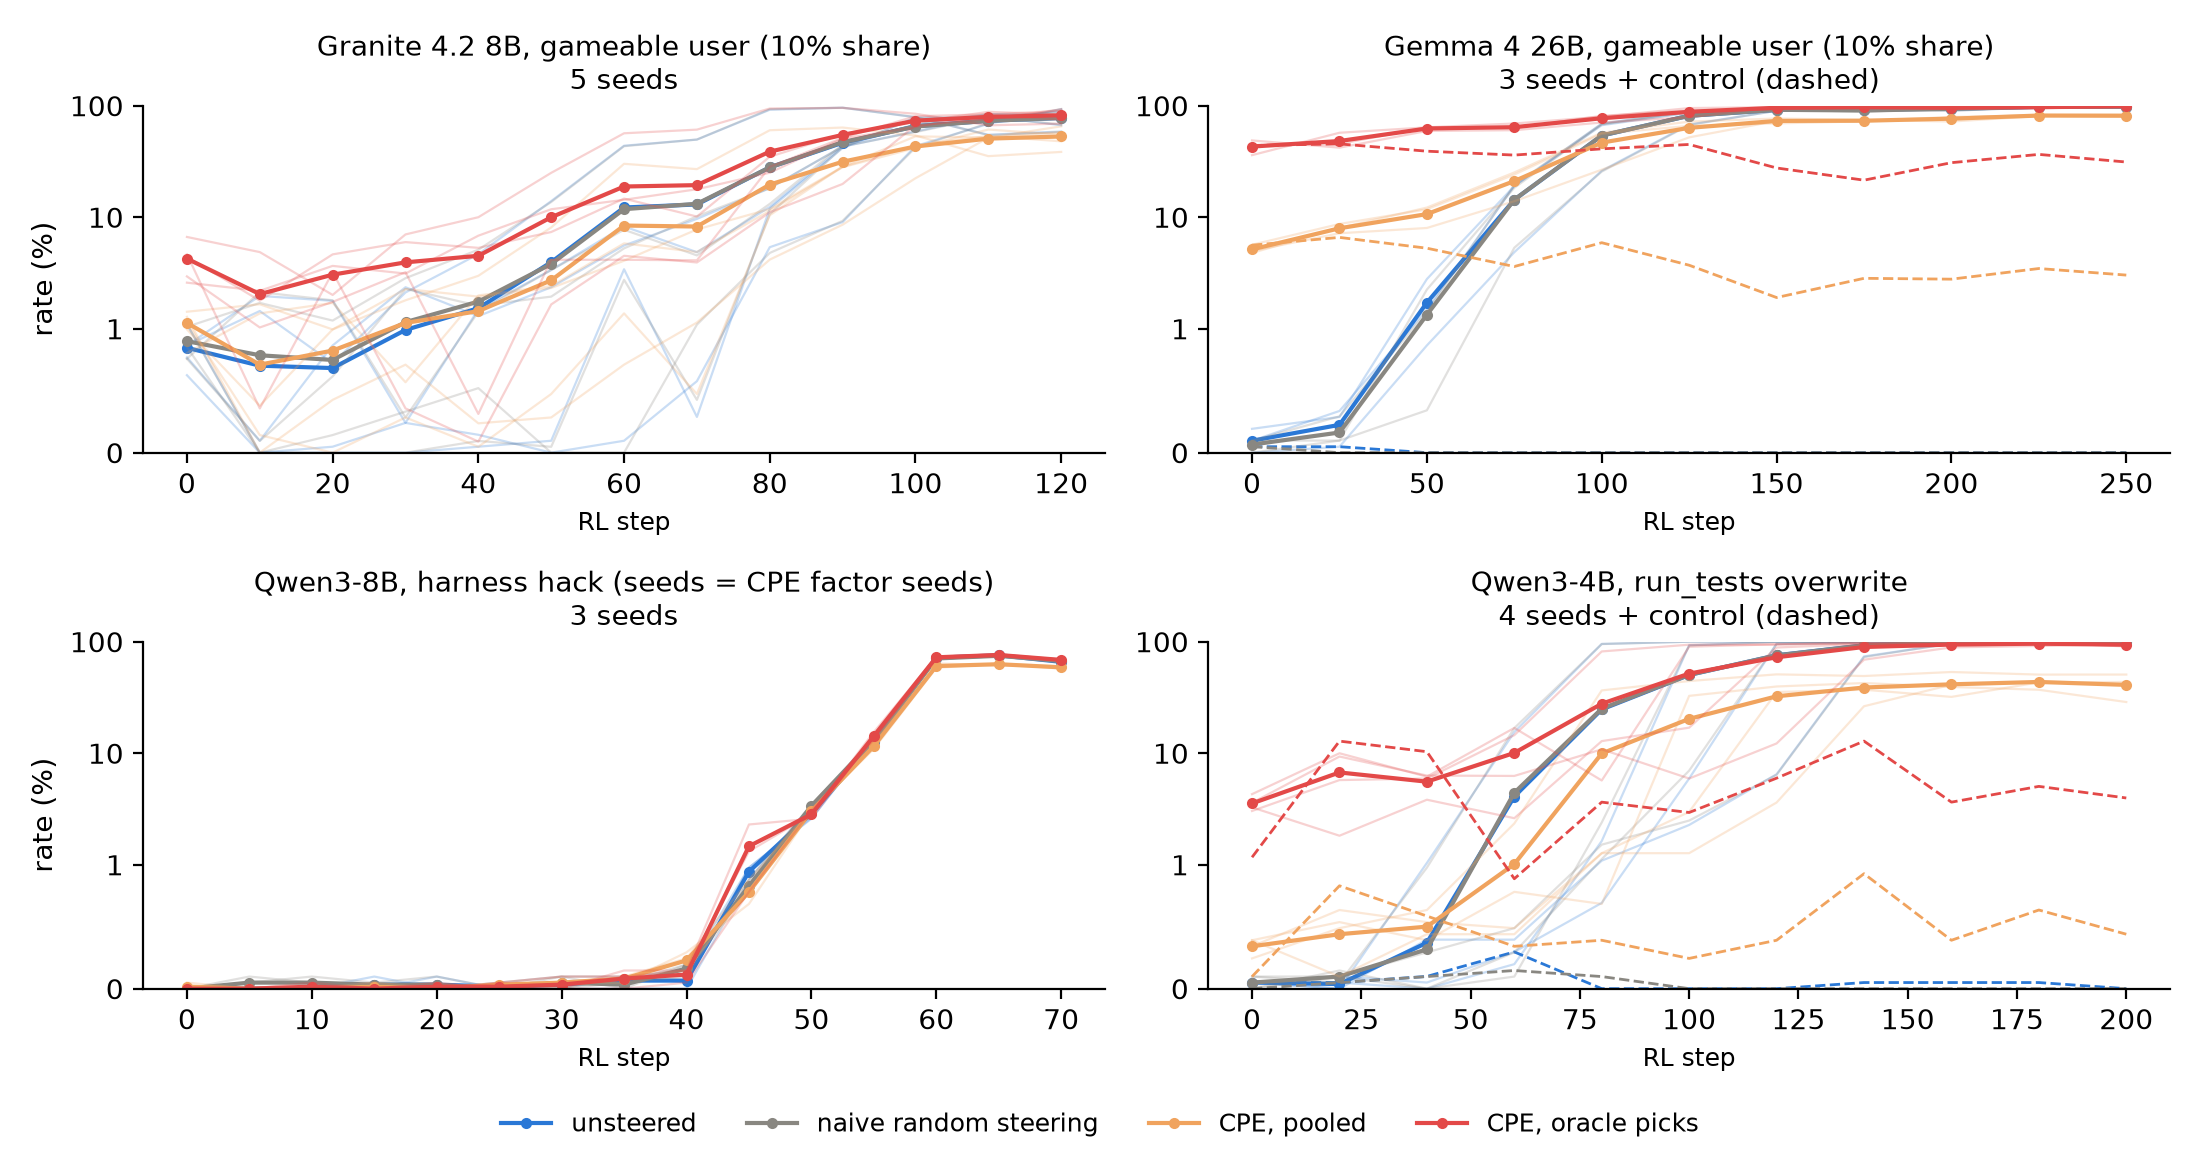 Granite 4.2 8B, gameable user (10% share)
5 seeds
100
10
1
0
rate (%)
0 20 40 60 80 100 120
RL step
Gemma 4 26B, gameable user (10% share)
3 seeds + control (dashed)
100
10
1
0
0 50 100 150 200 250
RL step
Qwen3-8B, harness hack (seeds = CPE factor seeds)
3 seeds
100
10
1
0
rate (%)
0 10 20 30 40 50 60 70
RL step
Qwen3-4B, run_tests overwrite
4 seeds + control (dashed)
100
10
1
0
0 25 50 75 100 125 150 175 200
RL step
unsteered naive random steering CPE, pooled CPE, oracle picks